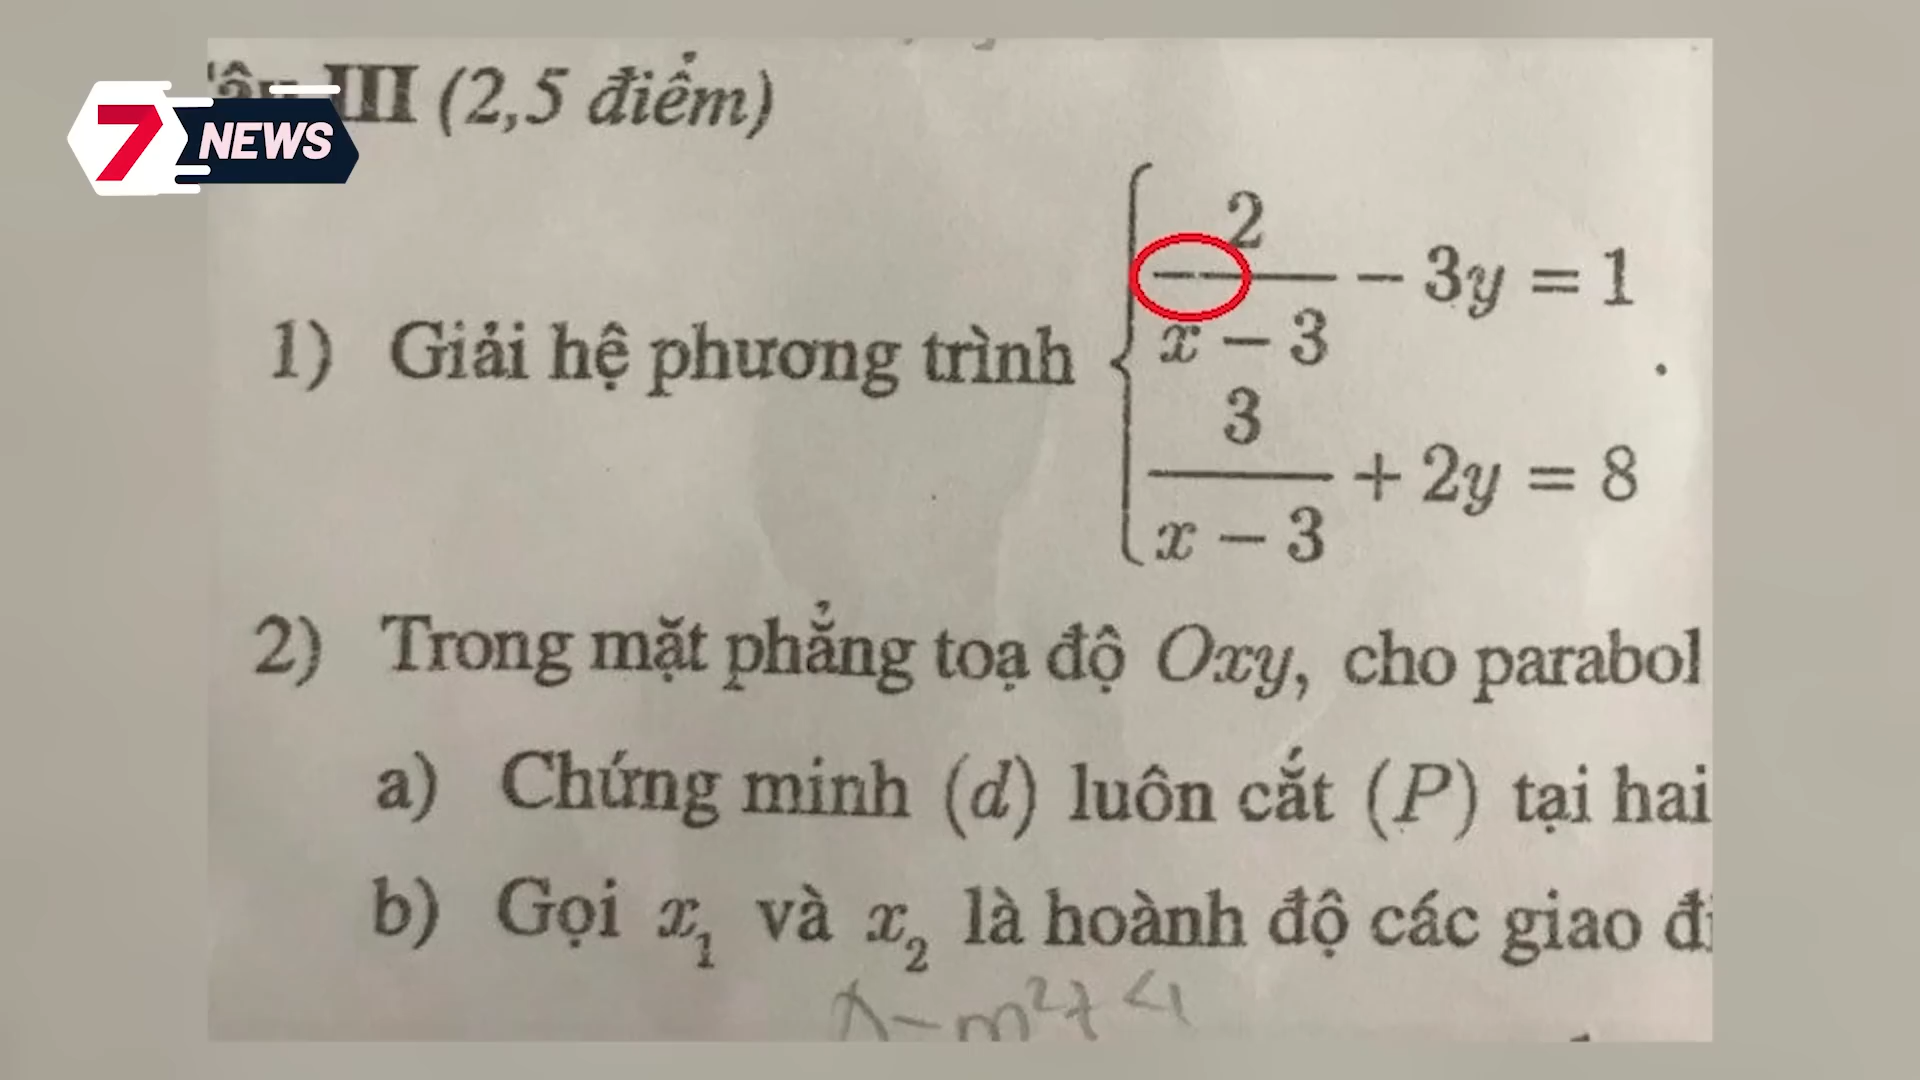 7 NEWS
III (2,5 điểm)
1) Giải hệ phương trình { 2/(x − 3) − 3y = 1
3/(x − 3) + 2y = 8 .
2) Trong mặt phẳng toạ độ Oxy, cho parabol
a) Chứng minh (d) luôn cắt (P) tại hai
b) Gọi x₁ và x₂ là hoành độ các giao